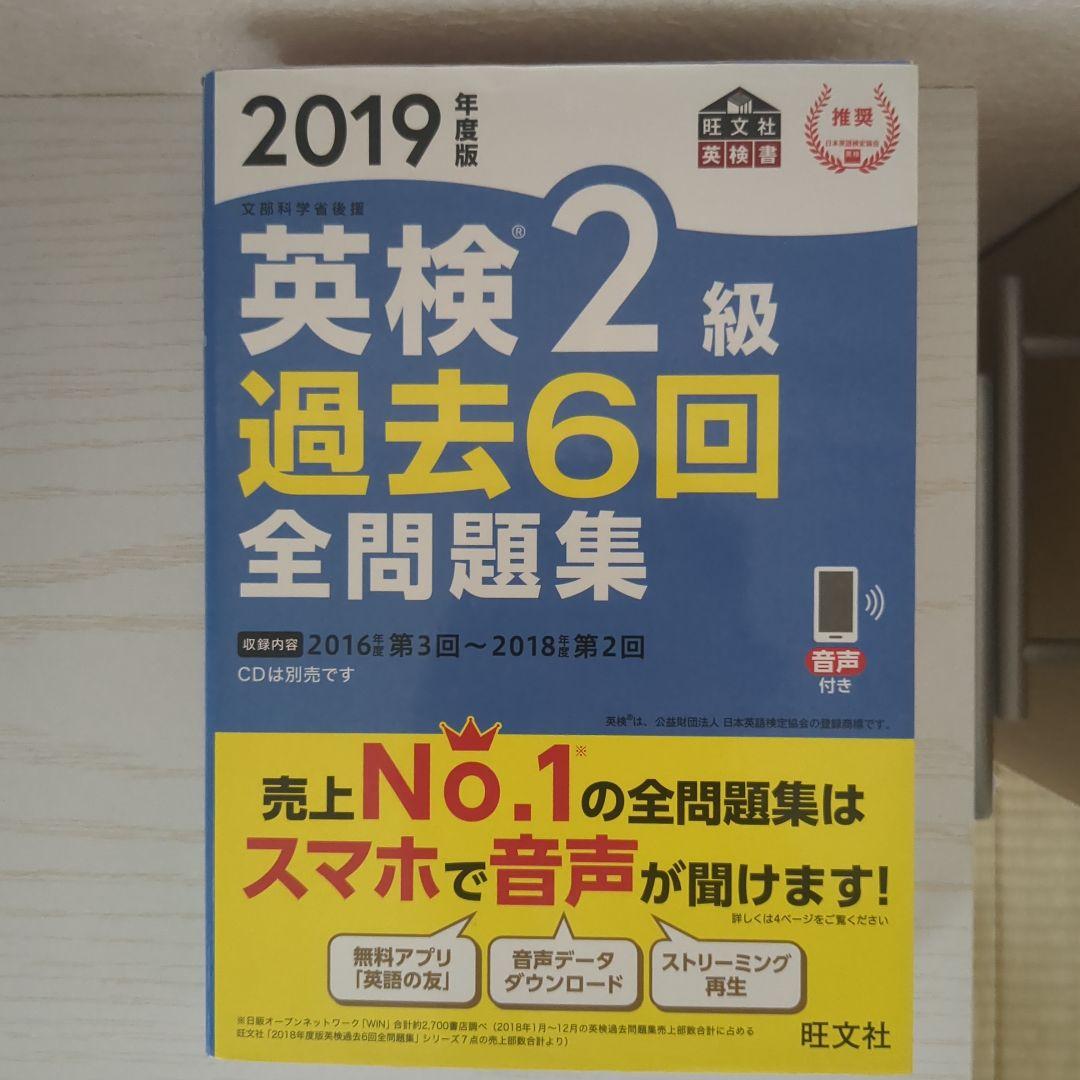 2019年度版
旺文社
英検書
推奨
日本英語検定協会
英検
文部科学省後援
英検®2級
過去6回
全問題集
収録内容 2016年度 第3回～2018年度 第2回
CDは別売です
音声
付き
英検®は、公益財団法人 日本英語検定協会の登録商標です。
売上No.1※の全問題集は
スマホで音声が聞けます!
詳しくは4ページをご覧ください
無料アプリ
「英語の友」
音声データ
ダウンロード
ストリーミング
再生
※日販オープンネットワーク「WIN」合計約2,700書店調べ（2018年1月～12月の英検過去問題集売上部数合計に占める
旺文社「2018年度版英検過去6回全問題集」シリーズ7点の売上部数合計より）
旺文社